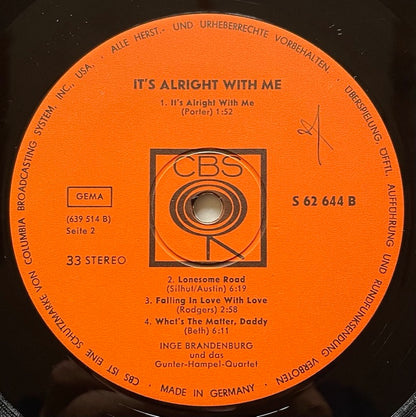 CBS IST EINE SCHUTZMARKE VON COLUMBIA BROADCASTING SYSTEM, INC., USA. • ALLE HERST.- UND URHEBERRECHTE VORBEHALTEN. • ÜBERSPIELUNG, ÖFFTL. AUFFÜHRUNG UND RUNDFUNKSENDUNG VERBOTEN
• MADE IN GERMANY •
IT'S ALRIGHT WITH ME
1. It's Alright With Me
(Porter) 1:52
CBS
GEMA
(639 514 B)
Seite 2
S 62 644 B
33 STEREO
2. Lonesome Road
(Silhut/Austin) 6:19
3. Falling In Love With Love
(Rodgers) 2:58
4. What's The Matter, Daddy
(Beth) 6:11
INGE BRANDENBURG
und das
Gunter-Hampel-Quartet